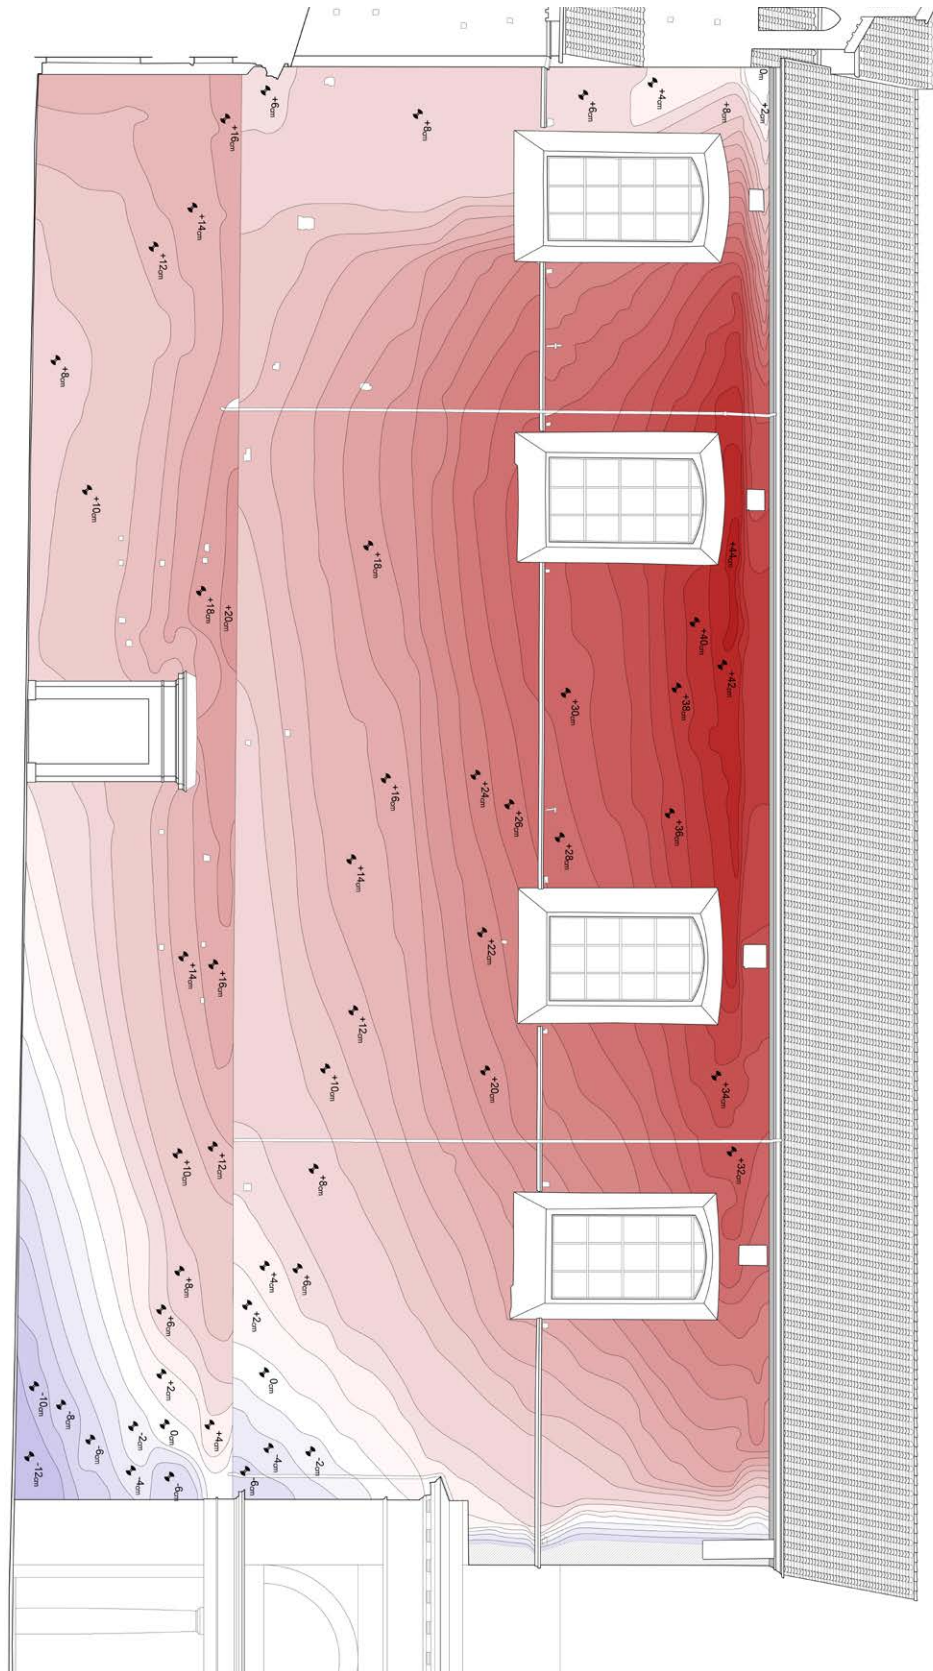 0m
+2cm
+32cm
+44cm
+8cm
+42cm
+34cm
+40cm
+38cm
+36cm
+4cm
+6cm
+30cm
+28cm
+26cm
+20cm
+22cm
+24cm
+8cm
+16cm
+18cm
+12cm
+14cm
+10cm
+8cm
-2cm
+6cm
-4cm
+6cm
+4cm
0cm
+2cm
-6cm
+16cm
+20cm
+16cm
+12cm
+4cm
+18cm
+14cm
+14cm
+8cm
+10cm
-6cm
0cm
+6cm
+2cm
+12cm
-2cm
-4cm
-6cm
+10cm
-8cm
+8cm
-10cm
-12cm